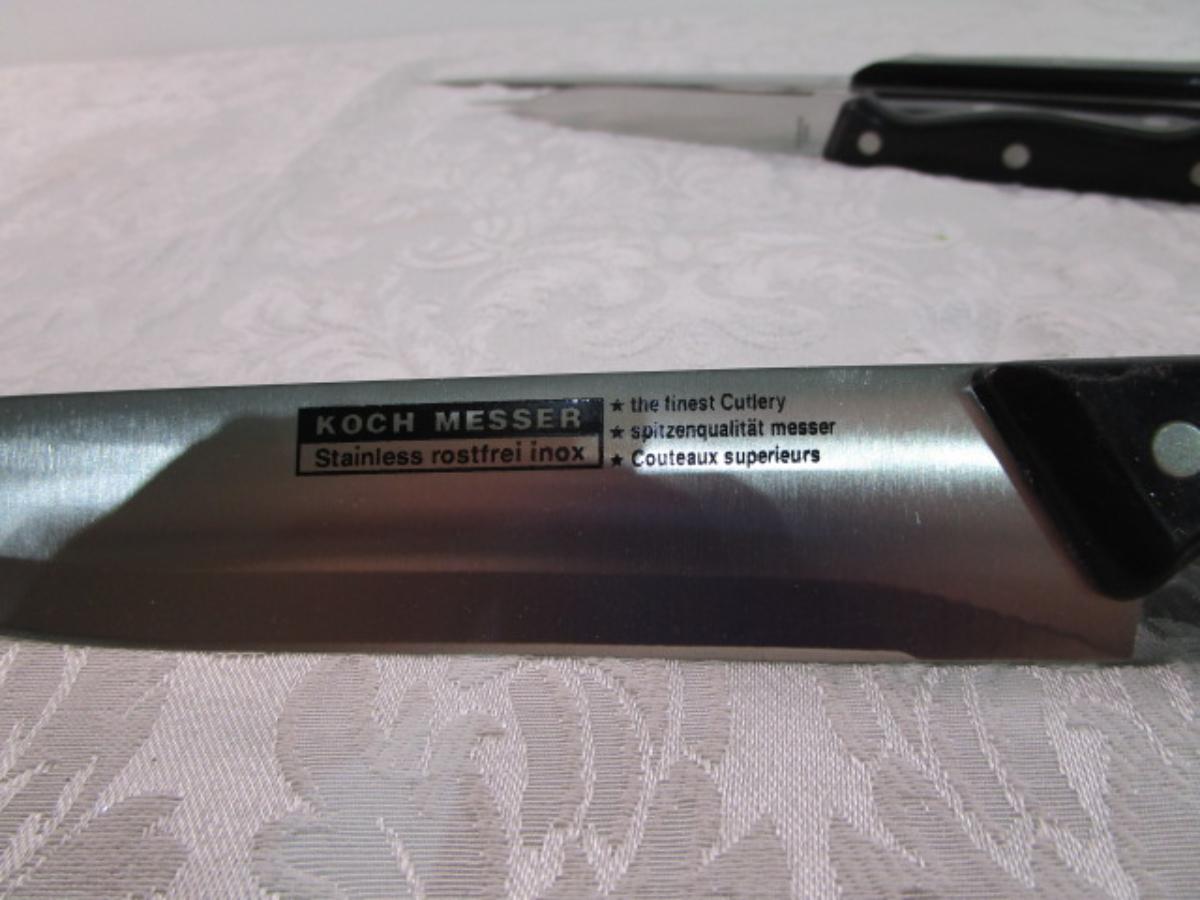 KOCH MESSER
Stainless rostfrei inox
★ the finest Cutlery
★ spitzenqualität messer
★ Couteaux superieurs